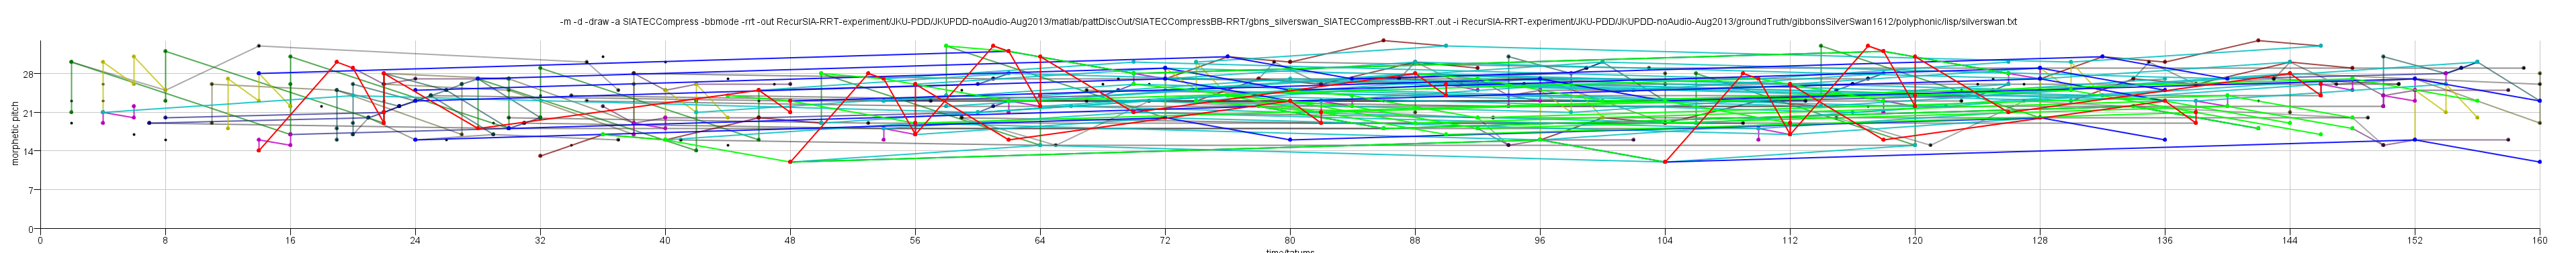 -m -d -draw -a SIATECCompress -bbmode -rrt -out RecurSIA-RRT-experiment/JKU-PDD/JKUPDD-noAudio-Aug2013/matlab/pattDiscOut/SIATECCompressBB-RRT/gbns_silverswan_SIATECCompressBB-RRT.out -i RecurSIA-RRT-experiment/JKU-PDD/JKUPDD-noAudio-Aug2013/groundTruth/gibbonsSilverSwan1612/polyphonic/lisp/silverswan.txt
morphetic pitch
28
21
14
7
0
0 8 16 24 32 40 48 56 64 72 80 88 96 104 112 120 128 136 144 152 160
time/tatums